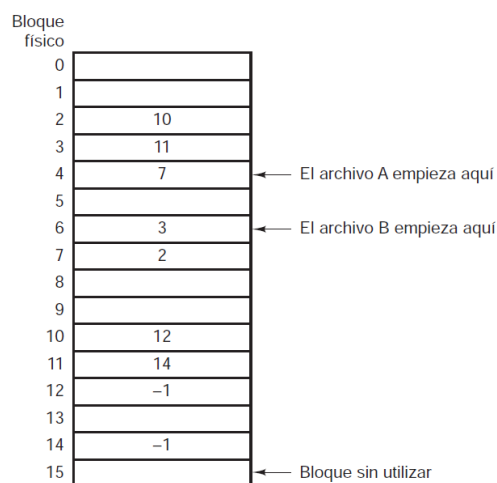 Bloque
físico
0
1
2 10
3 11
4 7 El archivo A empieza aquí
5
6 3 El archivo B empieza aquí
7 2
8
9
10 12
11 14
12 –1
13
14 –1
15 Bloque sin utilizar